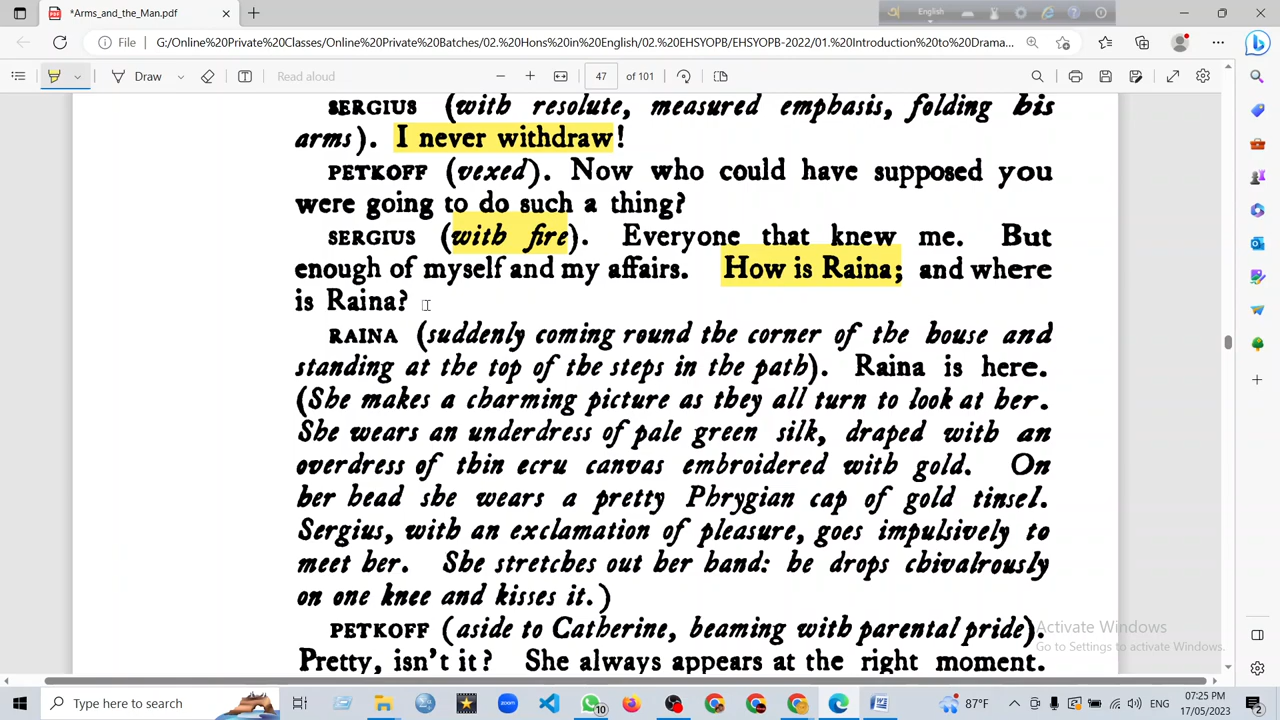 *Arms_and_the_Man.pdf
English
File
G:/Online%20Private%20Classes/Online%20Private%20Batches/02.%20Hons%20in%20English/02.%20EHSYOPB/EHSYOPB-2022/01.%20Introduction%20to%20Drama...
Draw
Read aloud
47 of 101
SERGIUS (with resolute, measured emphasis, folding his
arms). I never withdraw!
PETKOFF (vexed). Now who could have supposed you
were going to do such a thing?
SERGIUS (with fire). Everyone that knew me. But
enough of myself and my affairs. How is Raina; and where
is Raina?
RAINA (suddenly coming round the corner of the house and
standing at the top of the steps in the path). Raina is here.
(She makes a charming picture as they all turn to look at her.
She wears an underdress of pale green silk, draped with an
overdress of thin ecru canvas embroidered with gold. On
her head she wears a pretty Phrygian cap of gold tinsel.
Sergius, with an exclamation of pleasure, goes impulsively to
meet her. She stretches out her hand: he drops chivalrously
on one knee and kisses it.)
PETKOFF (aside to Catherine, beaming with parental pride).
Pretty, isn't it? She always appears at the right moment.
Activate Windows
Go to Settings to activate Windows.
Type here to search
zoom
10
87°F
ENG
07:25 PM
17/05/2023
2